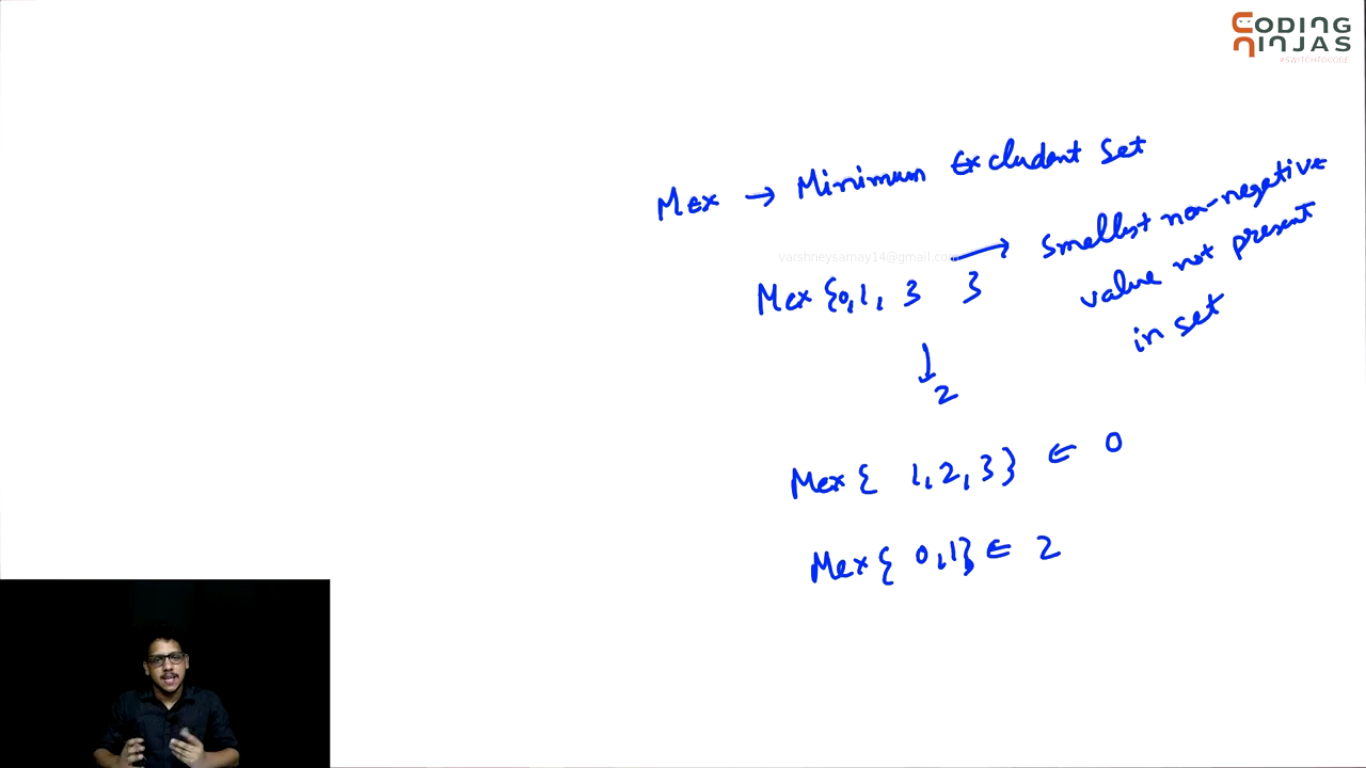 CODING
NINJAS
#SWITCHTOCODE
Mex → Minimum Excludent Set
varshneysamay14@gmail.com
Mex {0,1, 3 } → Smallest non-negative
value not present
in set
↓
2
Mex { 1,2,3} ← 0
Mex { 0,1} ← 2